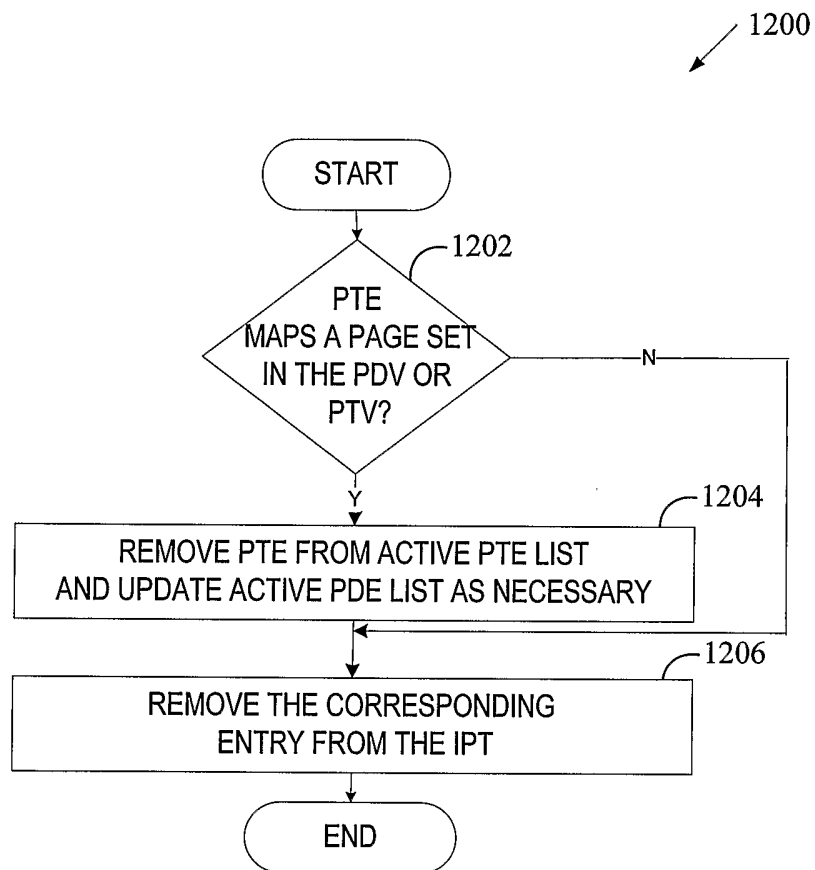 1200
START
1202
PTE
MAPS A PAGE SET
IN THE PDV OR
PTV?
N
Y
1204
REMOVE PTE FROM ACTIVE PTE LIST
AND UPDATE ACTIVE PDE LIST AS NECESSARY
1206
REMOVE THE CORRESPONDING
ENTRY FROM THE IPT
END